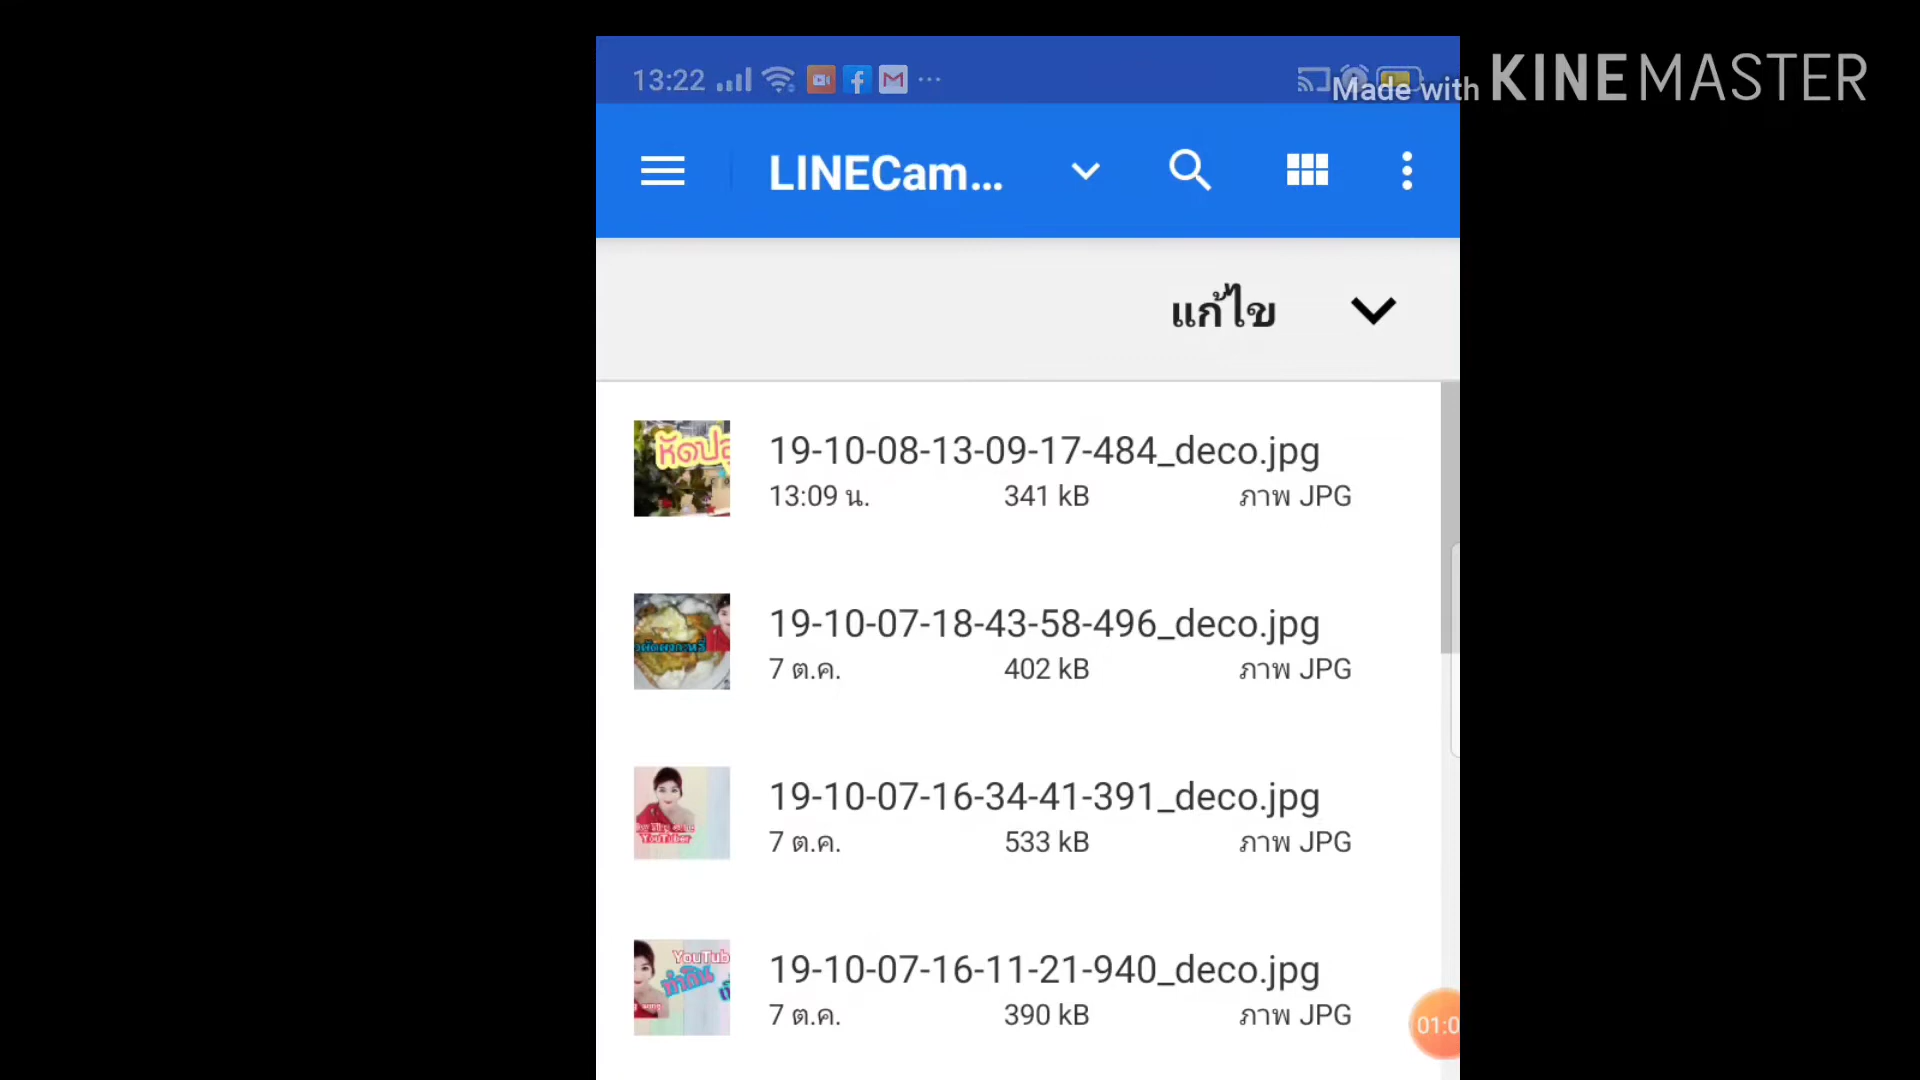 13:22
Made with KINEMASTER
LINECam...
แก้ไข
19-10-08-13-09-17-484_deco.jpg
13:09 น. 341 kB ภาพ JPG
19-10-07-18-43-58-496_deco.jpg
7 ต.ค. 402 kB ภาพ JPG
19-10-07-16-34-41-391_deco.jpg
7 ต.ค. 533 kB ภาพ JPG
YouTuber
19-10-07-16-11-21-940_deco.jpg
7 ต.ค. 390 kB ภาพ JPG
YouTub
01:0